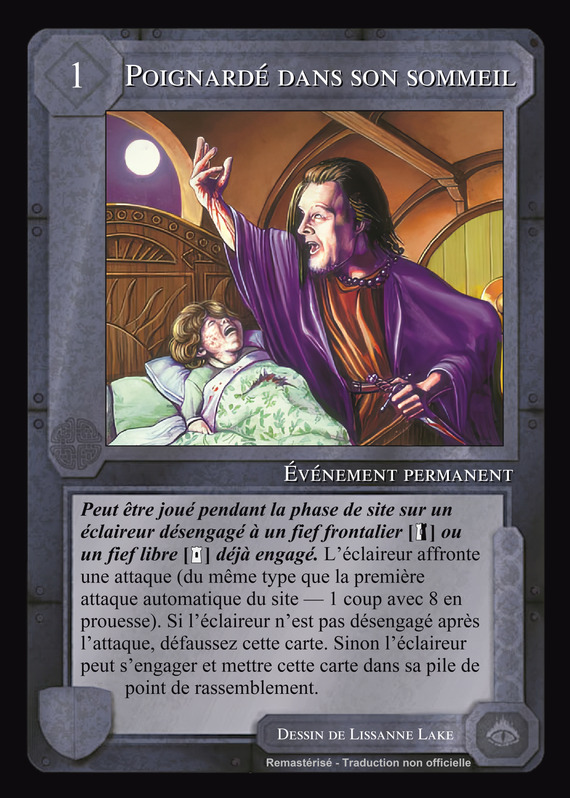 1
Poignardé dans son sommeil
Événement permanent
Peut être joué pendant la phase de site sur un
éclaireur désengagé à un fief frontalier [ ] ou
un fief libre [ ] déjà engagé. L'éclaireur affronte
une attaque (du même type que la première
attaque automatique du site — 1 coup avec 8 en
prouesse). Si l'éclaireur n'est pas désengagé après
l'attaque, défaussez cette carte. Sinon l'éclaireur
peut s'engager et mettre cette carte dans sa pile de
point de rassemblement.
Dessin de Lissanne Lake
Remastérisé - Traduction non officielle